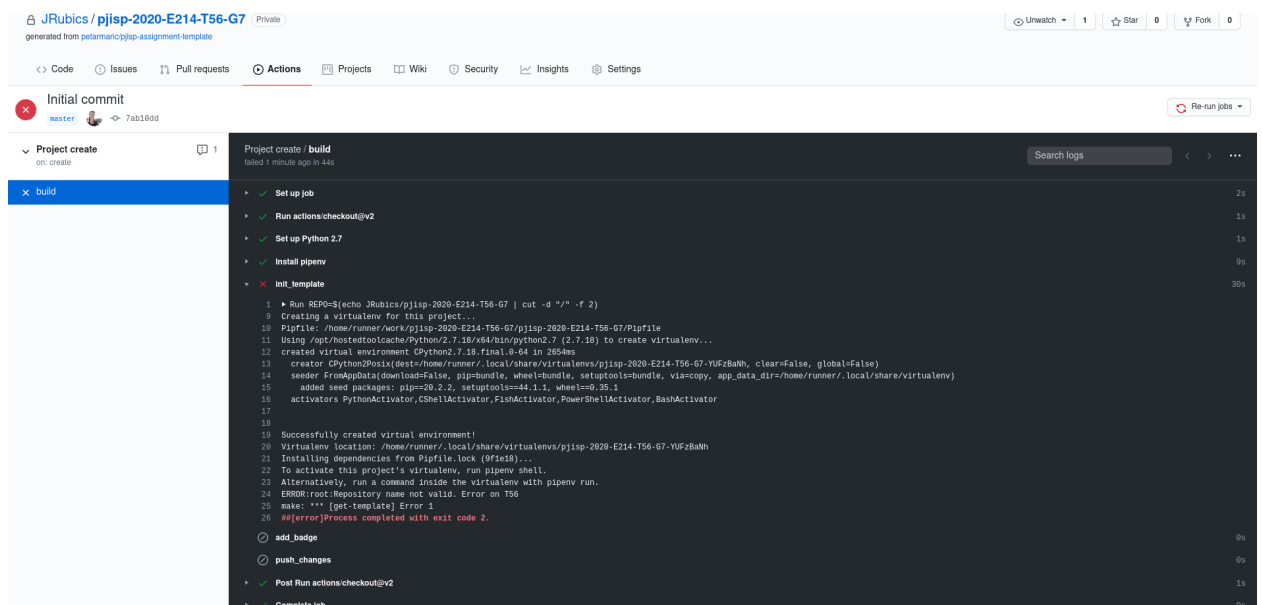 JRubics / pjisp-2020-E214-T56-G7 Private
Unwatch 1 Star 0 Fork 0
generated from petarmaric/pjisp-assignment-template
Code Issues Pull requests Actions Projects Wiki Security Insights Settings
Initial commit
master 7ab10dd
Re-run jobs
Project create 1
on: create
build
Project create / build
failed 1 minute ago in 44s
Search logs
Set up job 2s
Run actions/checkout@v2 1s
Set up Python 2.7 1s
Install pipenv 9s
init_template 30s
1 Run REPO=$(echo JRubics/pjisp-2020-E214-T56-G7 | cut -d "/" -f 2)
9 Creating a virtualenv for this project...
10 Pipfile: /home/runner/work/pjisp-2020-E214-T56-G7/pjisp-2020-E214-T56-G7/Pipfile
11 Using /opt/hostedtoolcache/Python/2.7.18/x64/bin/python2.7 (2.7.18) to create virtualenv...
12 created virtual environment CPython2.7.18.final.0-64 in 2654ms
13 creator CPython2Posix(dest=/home/runner/.local/share/virtualenvs/pjisp-2020-E214-T56-G7-YUFzBaNh, clear=False, global=False)
14 seeder FromAppData(download=False, pip=bundle, wheel=bundle, setuptools=bundle, via=copy, app_data_dir=/home/runner/.local/share/virtualenv)
15 added seed packages: pip==20.2.2, setuptools==44.1.1, wheel==0.35.1
16 activators PythonActivator,CShellActivator,FishActivator,PowerShellActivator,BashActivator
17
18
19 Successfully created virtual environment!
20 Virtualenv location: /home/runner/.local/share/virtualenvs/pjisp-2020-E214-T56-G7-YUFzBaNh
21 Installing dependencies from Pipfile.lock (9f1e18)...
22 To activate this project's virtualenv, run pipenv shell.
23 Alternatively, run a command inside the virtualenv with pipenv run.
24 ERROR:root:Repository name not valid. Error on T56
25 make: *** [get-template] Error 1
26 ##[error]Process completed with exit code 2.
add_badge 0s
push_changes 0s
Post Run actions/checkout@v2 1s
Complete job 0s